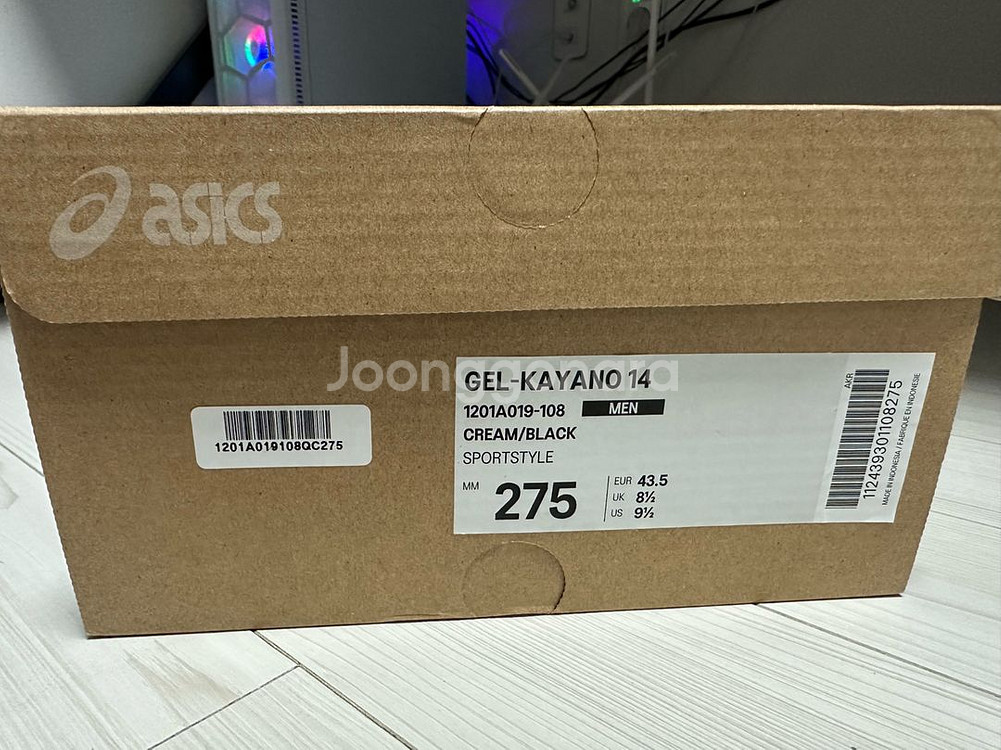 asics
Joonggonara
GEL-KAYANO 14
1201A019-108 MEN
CREAM/BLACK
SPORTSTYLE
MM 275
EUR 43.5
UK 8½
US 9½
AKR
112439301108275
MADE IN INDONESIA / FABRIQUE EN INDONESIE
1201A019108QC275